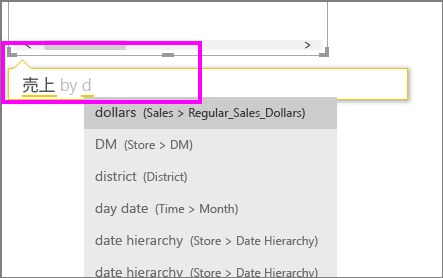 売上 by d
dollars (Sales > Regular_Sales_Dollars)
DM (Store > DM)
district (District)
day date (Time > Month)
date hierarchy (Store > Date Hierarchy)
date hierarchy (Sales > Date Hierarchy)